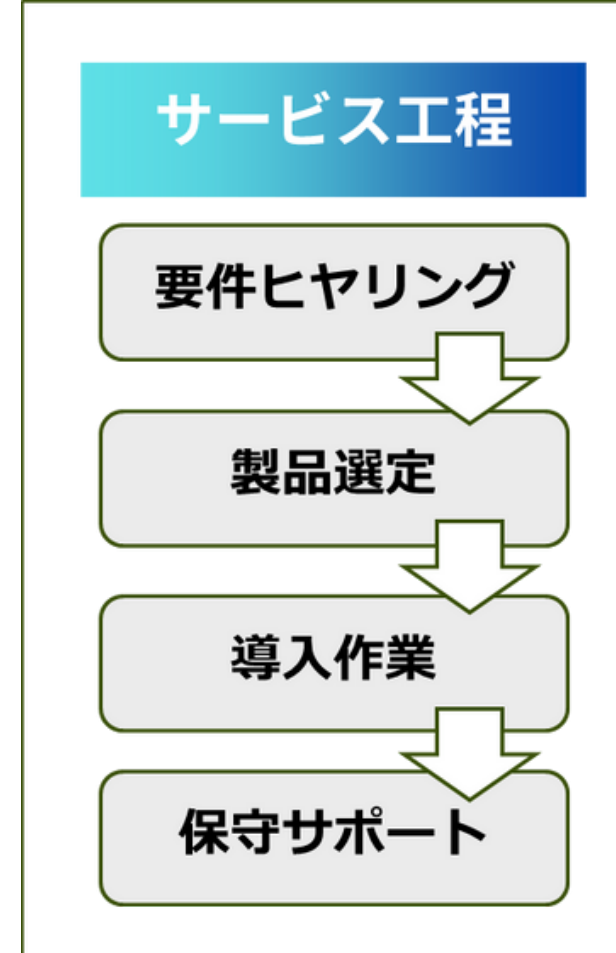 サービス工程
要件ヒヤリング
製品選定
導入作業
保守サポート